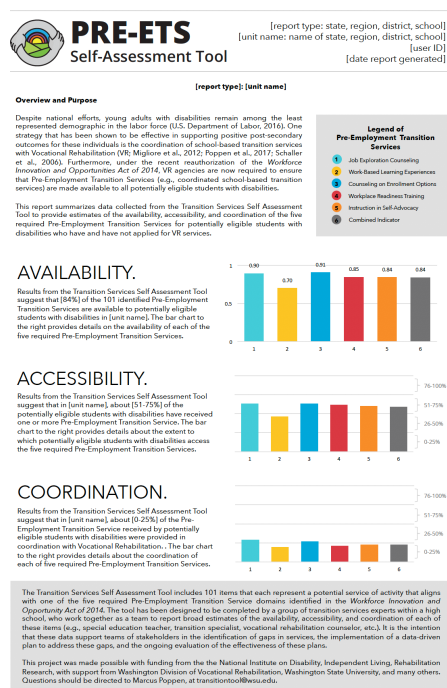 PRE-ETS
Self-Assessment Tool
[report type: state, region, district, school]
[unit name: name of state, region, district, school]
[user ID]
[date report generated]
[report type]: [unit name]
Overview and Purpose
Despite national efforts, young adults with disabilities remain among the least
represented demographic in the labor force (U.S. Department of Labor, 2016). One
strategy that has been shown to be effective in supporting positive post-secondary
outcomes for these individuals is the coordination of school-based transition services
with Vocational Rehabilitation (VR; Migliore et al., 2012; Poppen et al., 2017; Schaller
et al., 2006). Furthermore, under the recent reauthorization of the Workforce
Innovation and Opportunities Act of 2014, VR agencies are now required to ensure
that Pre-Employment Transition Services (e.g., coordinated school-based transition
services) are made available to all potentially eligible students with disabilities.
This report summarizes data collected from the Transition Services Self Assessment
Tool to provide estimates of the availability, accessibility, and coordination of the five
required Pre-Employment Transition Services for potentially eligible students with
disabilities who have and have not applied for VR services.
Legend of
Pre-Employment Transition
Services
1 Job Exploration Counseling
2 Work-Based Learning Experiences
3 Counseling on Enrollment Options
4 Workplace Readiness Training
5 Instruction in Self-Advocacy
6 Combined Indicator
AVAILABILITY.
Results from the Transition Services Self Assessment Tool
suggest that [84%] of the 101 identified Pre-Employment
Transition Services are available to potentially eligible
students with disabilities in [unit name]. The bar chart to
the right provides details on the availability of each of the
five required Pre-Employment Transition Services.
1
0.5
0
0.90
0.70
0.91
0.85
0.84
0.84
1 2 3 4 5 6
ACCESSIBILITY.
Results from the Transition Services Self Assessment Tool
suggest that in [unit name], about [51-75%] of the
potentially eligible students with disabilities have received
one or more Pre-Employment Transition Service. The bar
chart to the right provides details about the extent to
which potentially eligible students with disabilities access
the five required Pre-Employment Transition Services.
76-100%
51-75%
26-50%
0-25%
1 2 3 4 5 6
COORDINATION.
Results from the Transition Services Self Assessment Tool
suggest that in [unit name], about [0-25%] of the Pre-
Employment Transition Service received by potentially
eligible students with disabilities were provided in
coordination with Vocational Rehabilitation. . The bar chart
to the right provides details about the coordination of
each of the five required Pre-Employment Transition Services.
76-100%
51-75%
26-50%
0-25%
1 2 3 4 5 6
The Transition Services Self Assessment Tool includes 101 items that each represent a potential service of activity that aligns
with one of the five required Pre-Employment Transition Service domains identified in the Workforce Innovation and
Opportunity Act of 2014. The tool has been designed to be completed by a group of transition services experts within a high
school, who work together as a team to report broad estimates of the availability, accessibility, and coordination of each of
these items (e.g., special education teacher, transition specialist, vocational rehabilitation counselor, etc.). It is the intention
that these data support teams of stakeholders in the identification of gaps in services, the implementation of a data-driven
plan to address these gaps, and the ongoing evaluation of the effectiveness of these plans.
This project was made possible with funding from the the National Institute on Disability, Independent Living, Rehabilitation
Research, with support from Washington Division of Vocational Rehabilitation, Washington State University, and many others.
Questions should be directed to Marcus Poppen, at transitiontool@wsu.edu.